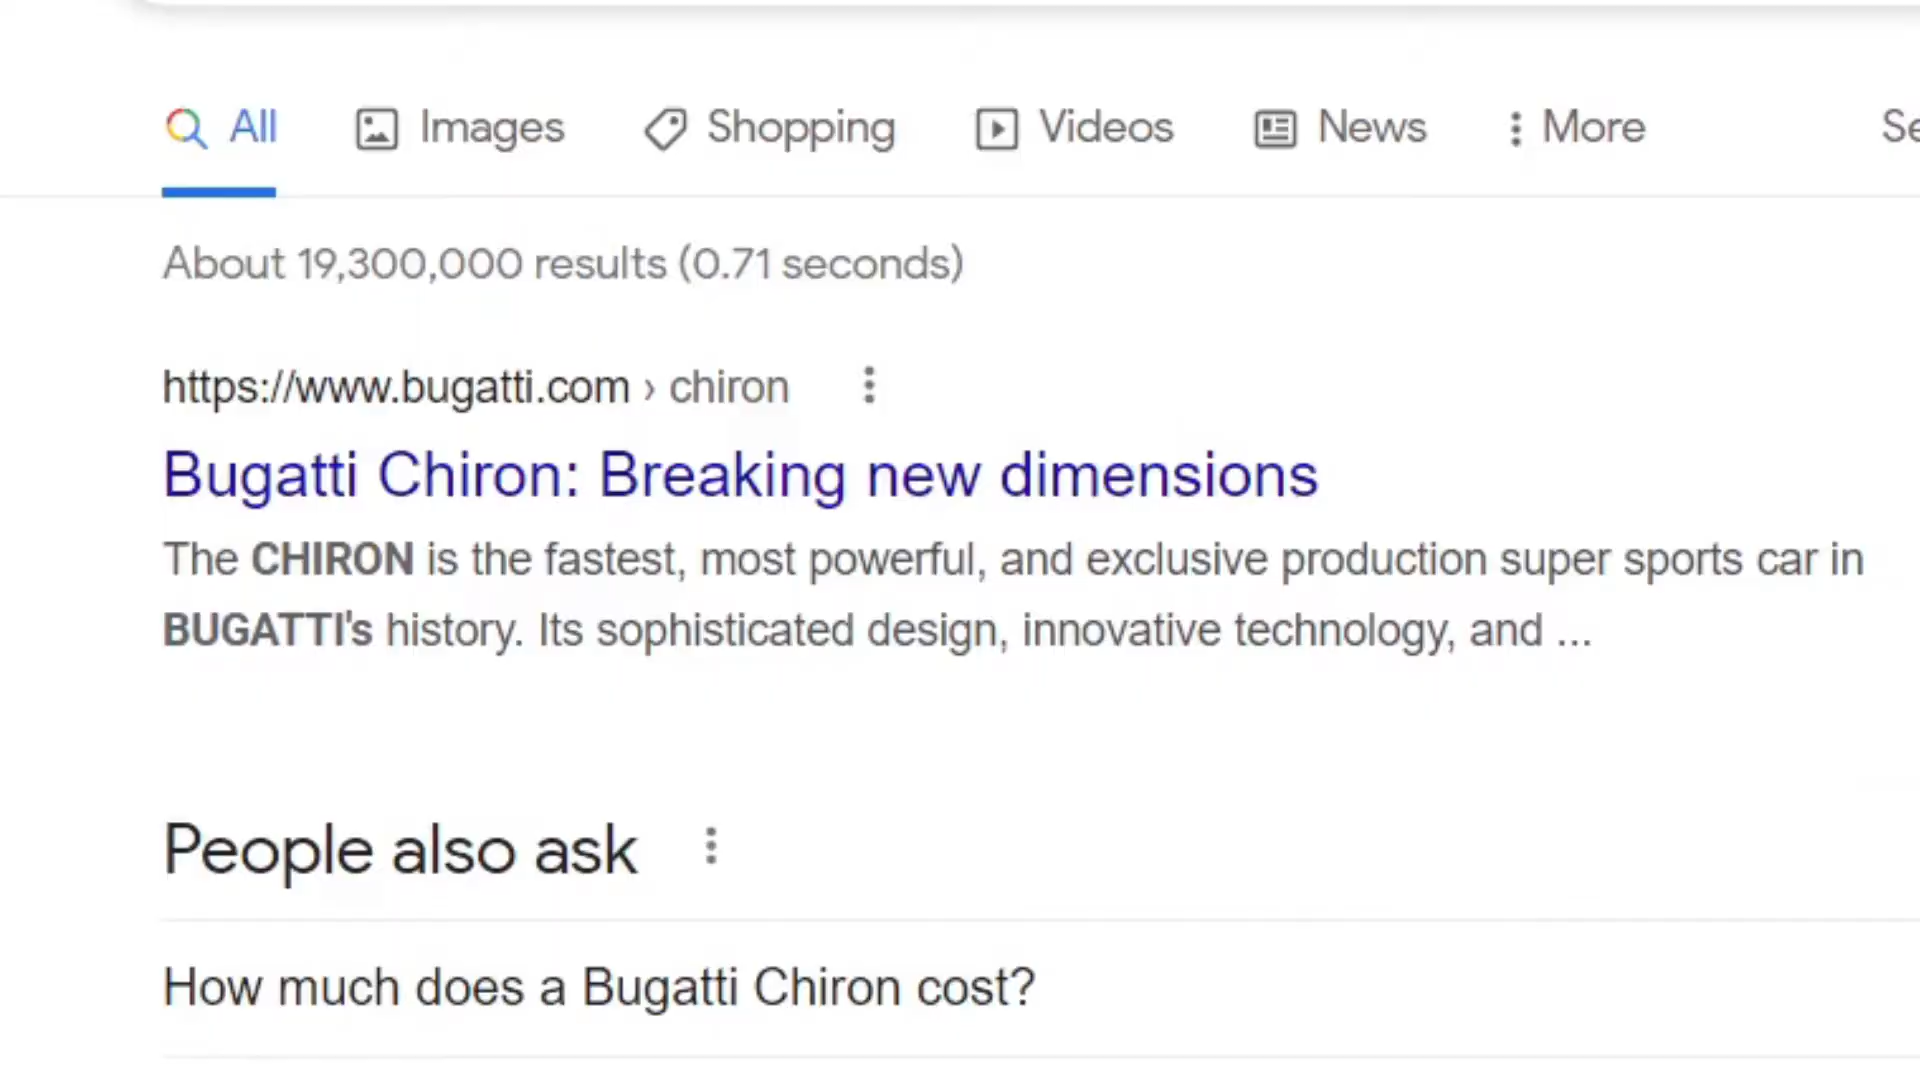 All Images Shopping Videos News More Se
About 19,300,000 results (0.71 seconds)
https://www.bugatti.com › chiron
Bugatti Chiron: Breaking new dimensions
The CHIRON is the fastest, most powerful, and exclusive production super sports car in
BUGATTI's history. Its sophisticated design, innovative technology, and ...
People also ask
How much does a Bugatti Chiron cost?